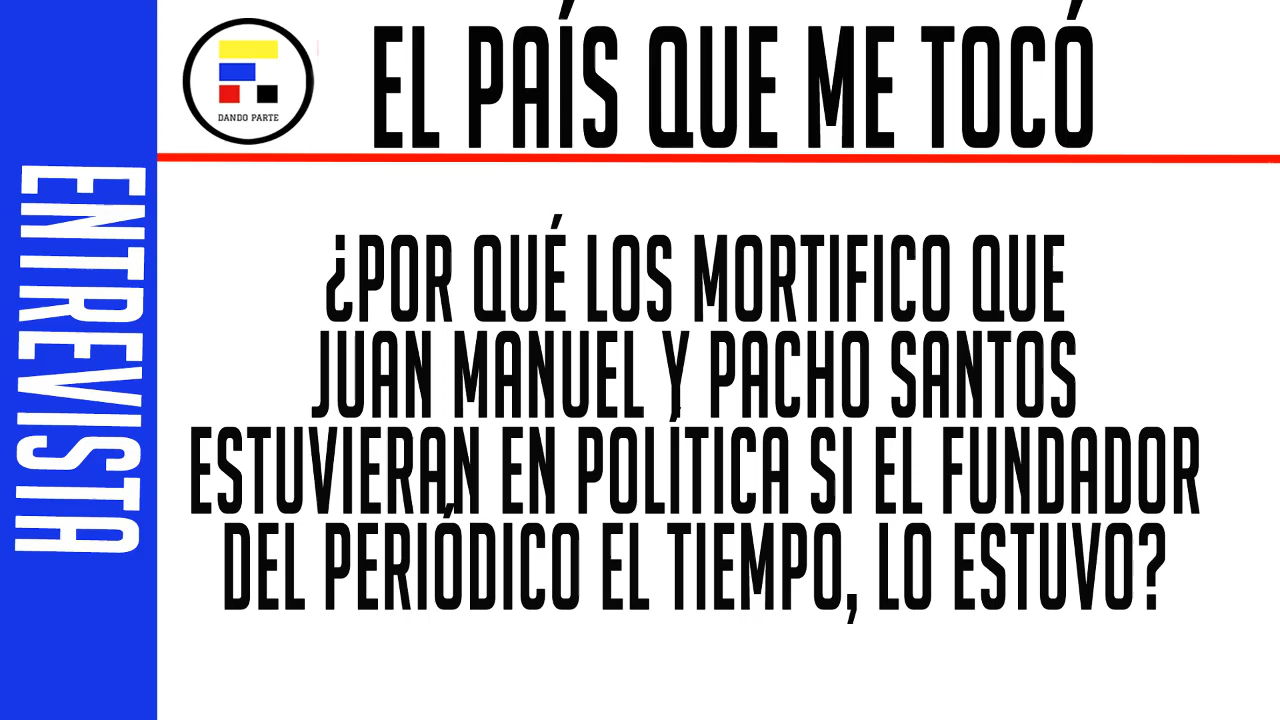 DANDO PARTE
EL PAÍS QUE ME TOCÓ
ENTREVISTA
¿POR QUÉ LOS MORTIFICO QUE
JUAN MANUEL Y PACHO SANTOS
ESTUVIERAN EN POLÍTICA SI EL FUNDADOR
DEL PERIÓDICO EL TIEMPO, LO ESTUVO?